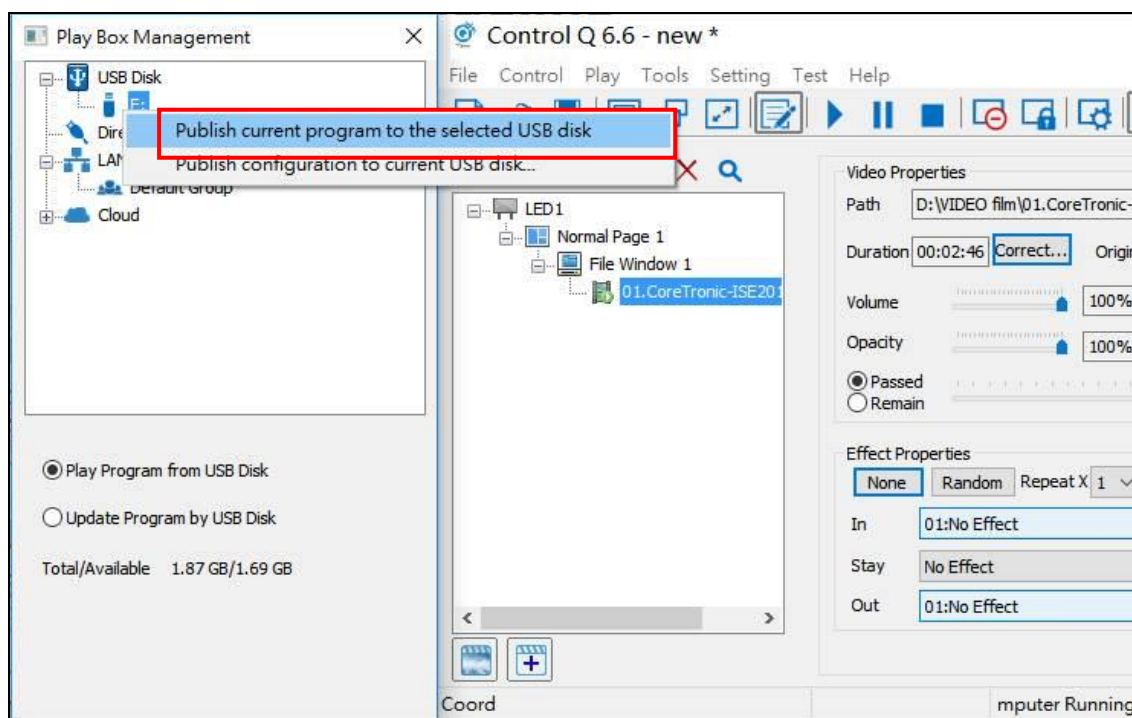 Play Box Management
USB Disk
E:
Publish current program to the selected USB disk
Publish configuration to current USB disk...
LAN
Default Group
Cloud
Play Program from USB Disk
Update Program by USB Disk
Total/Available 1.87 GB/1.69 GB
Control Q 6.6 - new *
File Control Play Tools Setting Test Help
LED1
Normal Page 1
File Window 1
01.CoreTronic-ISE201
Video Properties
Path D:\VIDEO film\01.CoreTronic-
Duration 00:02:46 Correct... Origin
Volume 100%
Opacity 100%
Passed
Remain
Effect Properties
None Random Repeat X 1
In 01:No Effect
Stay No Effect
Out 01:No Effect
Coord mputer Running